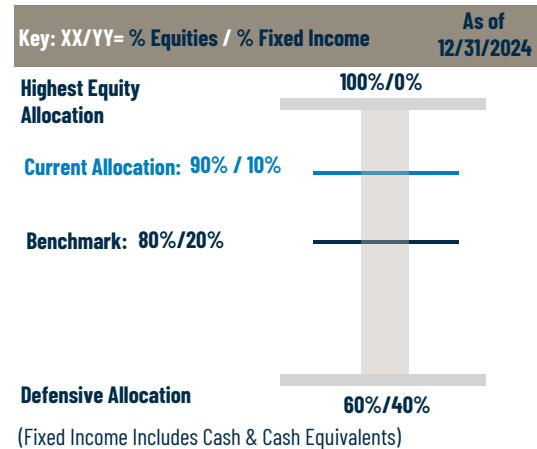 Key: XX/YY= % Equities / % Fixed Income
As of
12/31/2024
100%/0%
Highest Equity
Allocation
Current Allocation: 90% / 10%
Benchmark: 80%/20%
Defensive Allocation
60%/40%
(Fixed Income Includes Cash & Cash Equivalents)